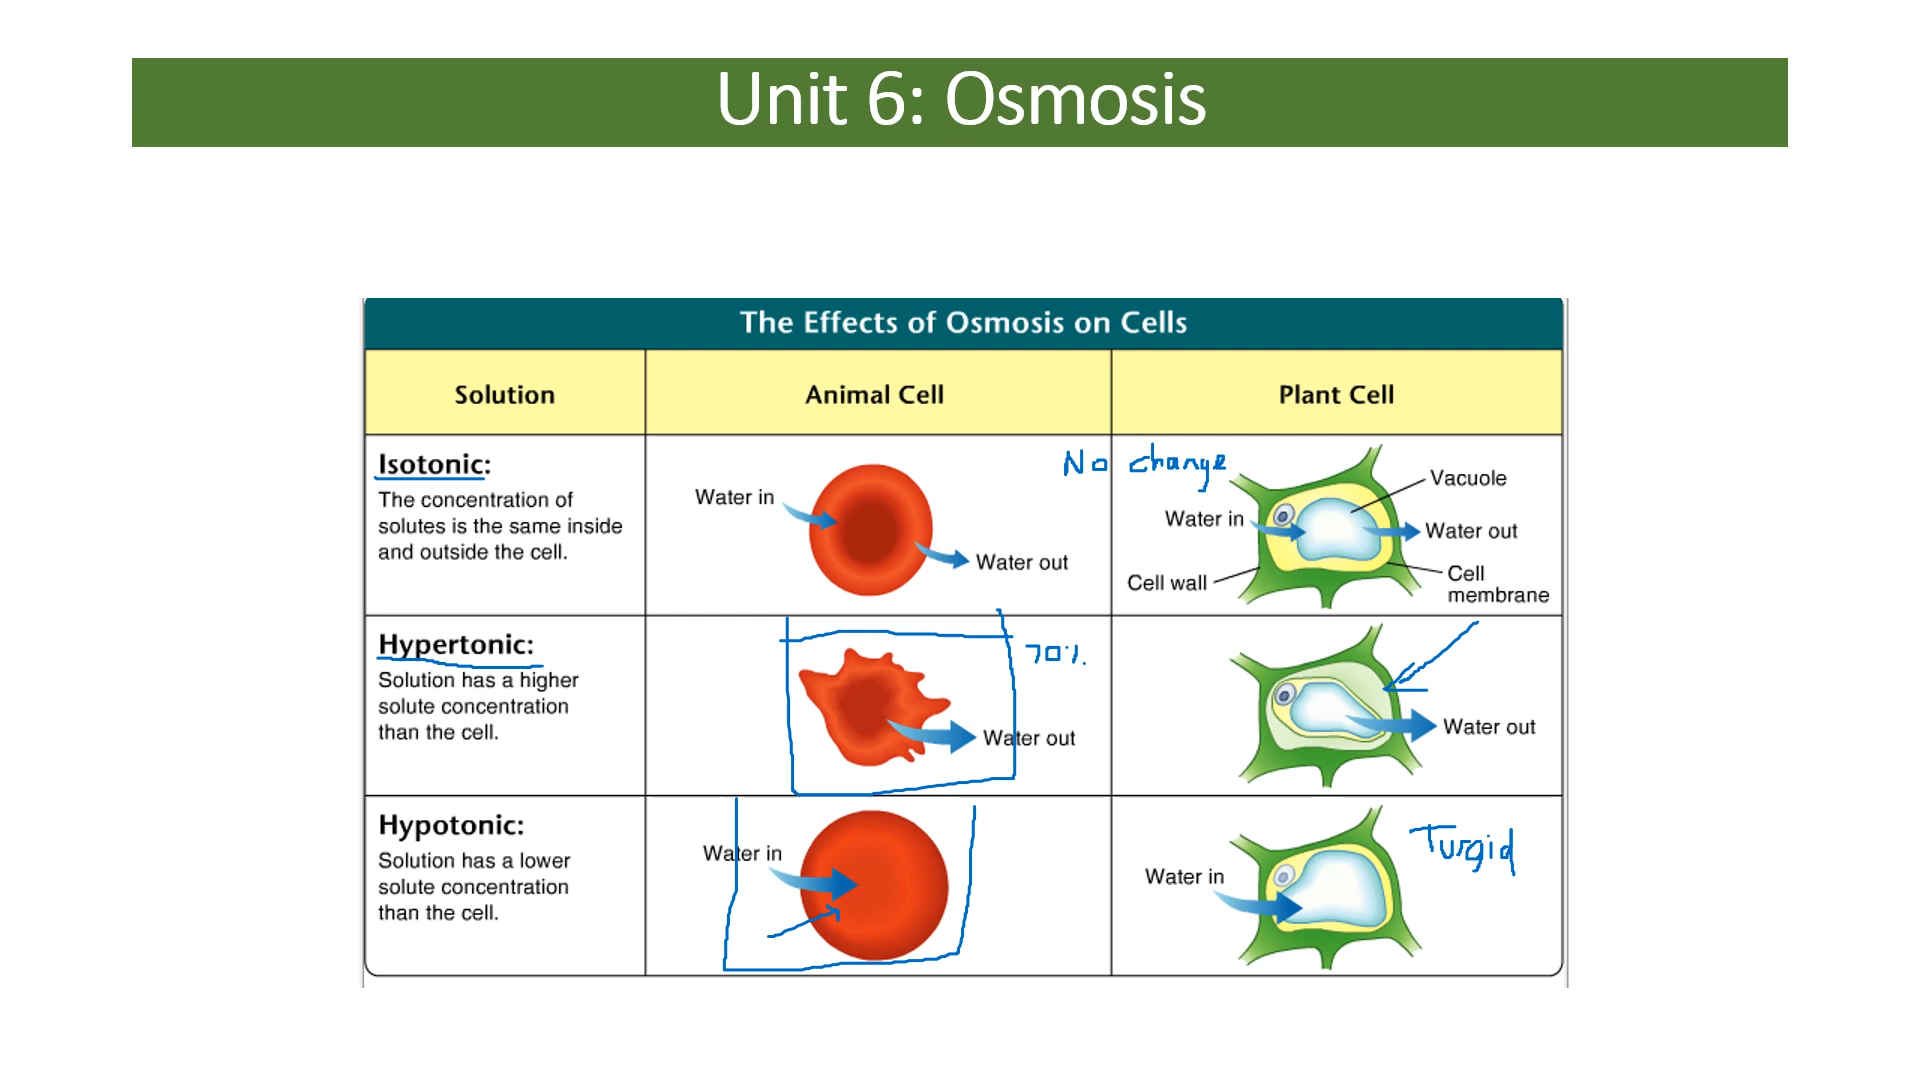 Unit 6: Osmosis
The Effects of Osmosis on Cells
Solution
Animal Cell
Plant Cell
Isotonic:
The concentration of
solutes is the same inside
and outside the cell.
Water in
Water out
No change
Vacuole
Water in
Water out
Cell wall
Cell
membrane
Hypertonic:
Solution has a higher
solute concentration
than the cell.
70%
Water out
Water out
Hypotonic:
Solution has a lower
solute concentration
than the cell.
Water in
Water in
Turgid